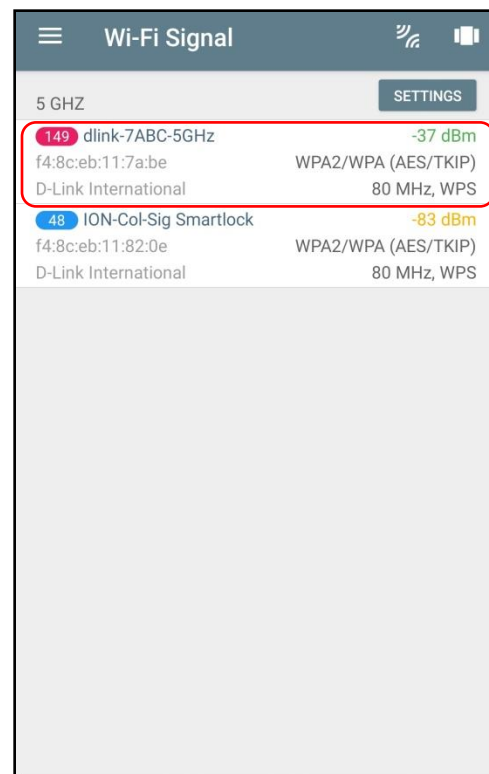 Wi-Fi Signal
5 GHZ
SETTINGS
149 dlink-7ABC-5GHz -37 dBm
f4:8c:eb:11:7a:be WPA2/WPA (AES/TKIP)
D-Link International 80 MHz, WPS
48 ION-Col-Sig Smartlock -83 dBm
f4:8c:eb:11:82:0e WPA2/WPA (AES/TKIP)
D-Link International 80 MHz, WPS